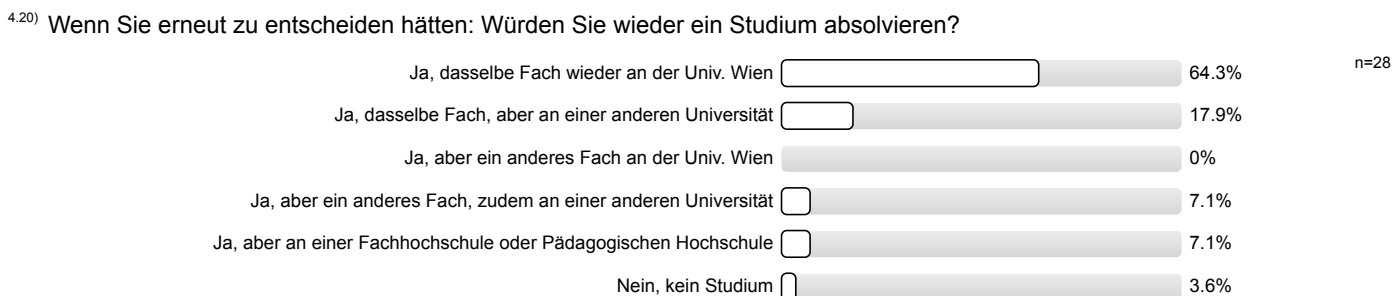 4.20) Wenn Sie erneut zu entscheiden hätten: Würden Sie wieder ein Studium absolvieren?
Ja, dasselbe Fach wieder an der Univ. Wien 64.3% n=28
Ja, dasselbe Fach, aber an einer anderen Universität 17.9%
Ja, aber ein anderes Fach an der Univ. Wien 0%
Ja, aber ein anderes Fach, zudem an einer anderen Universität 7.1%
Ja, aber an einer Fachhochschule oder Pädagogischen Hochschule 7.1%
Nein, kein Studium 3.6%